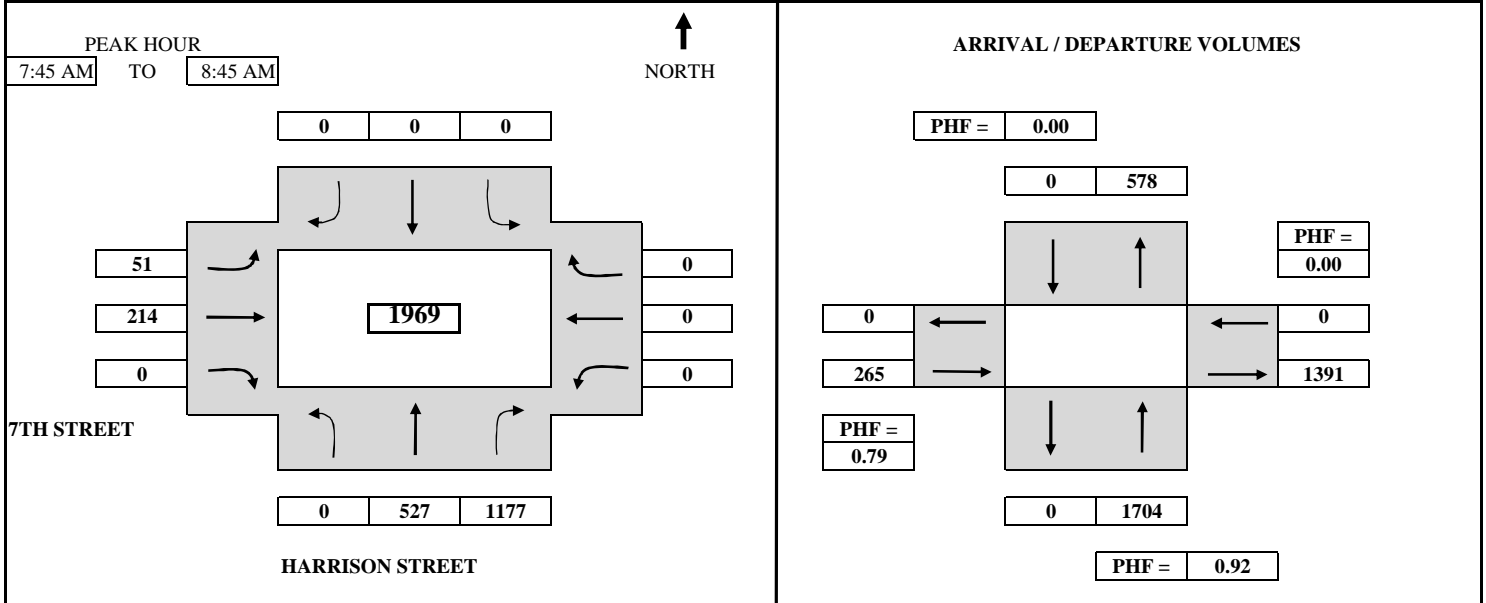 PEAK HOUR
7:45 AM TO 8:45 AM
NORTH
0 0 0
51
214
0
1969
0
0
0
7TH STREET
0 527 1177
HARRISON STREET
ARRIVAL / DEPARTURE VOLUMES
PHF = 0.00
0 578
PHF =
0.00
0
265
0
1391
PHF =
0.79
0 1704
PHF = 0.92